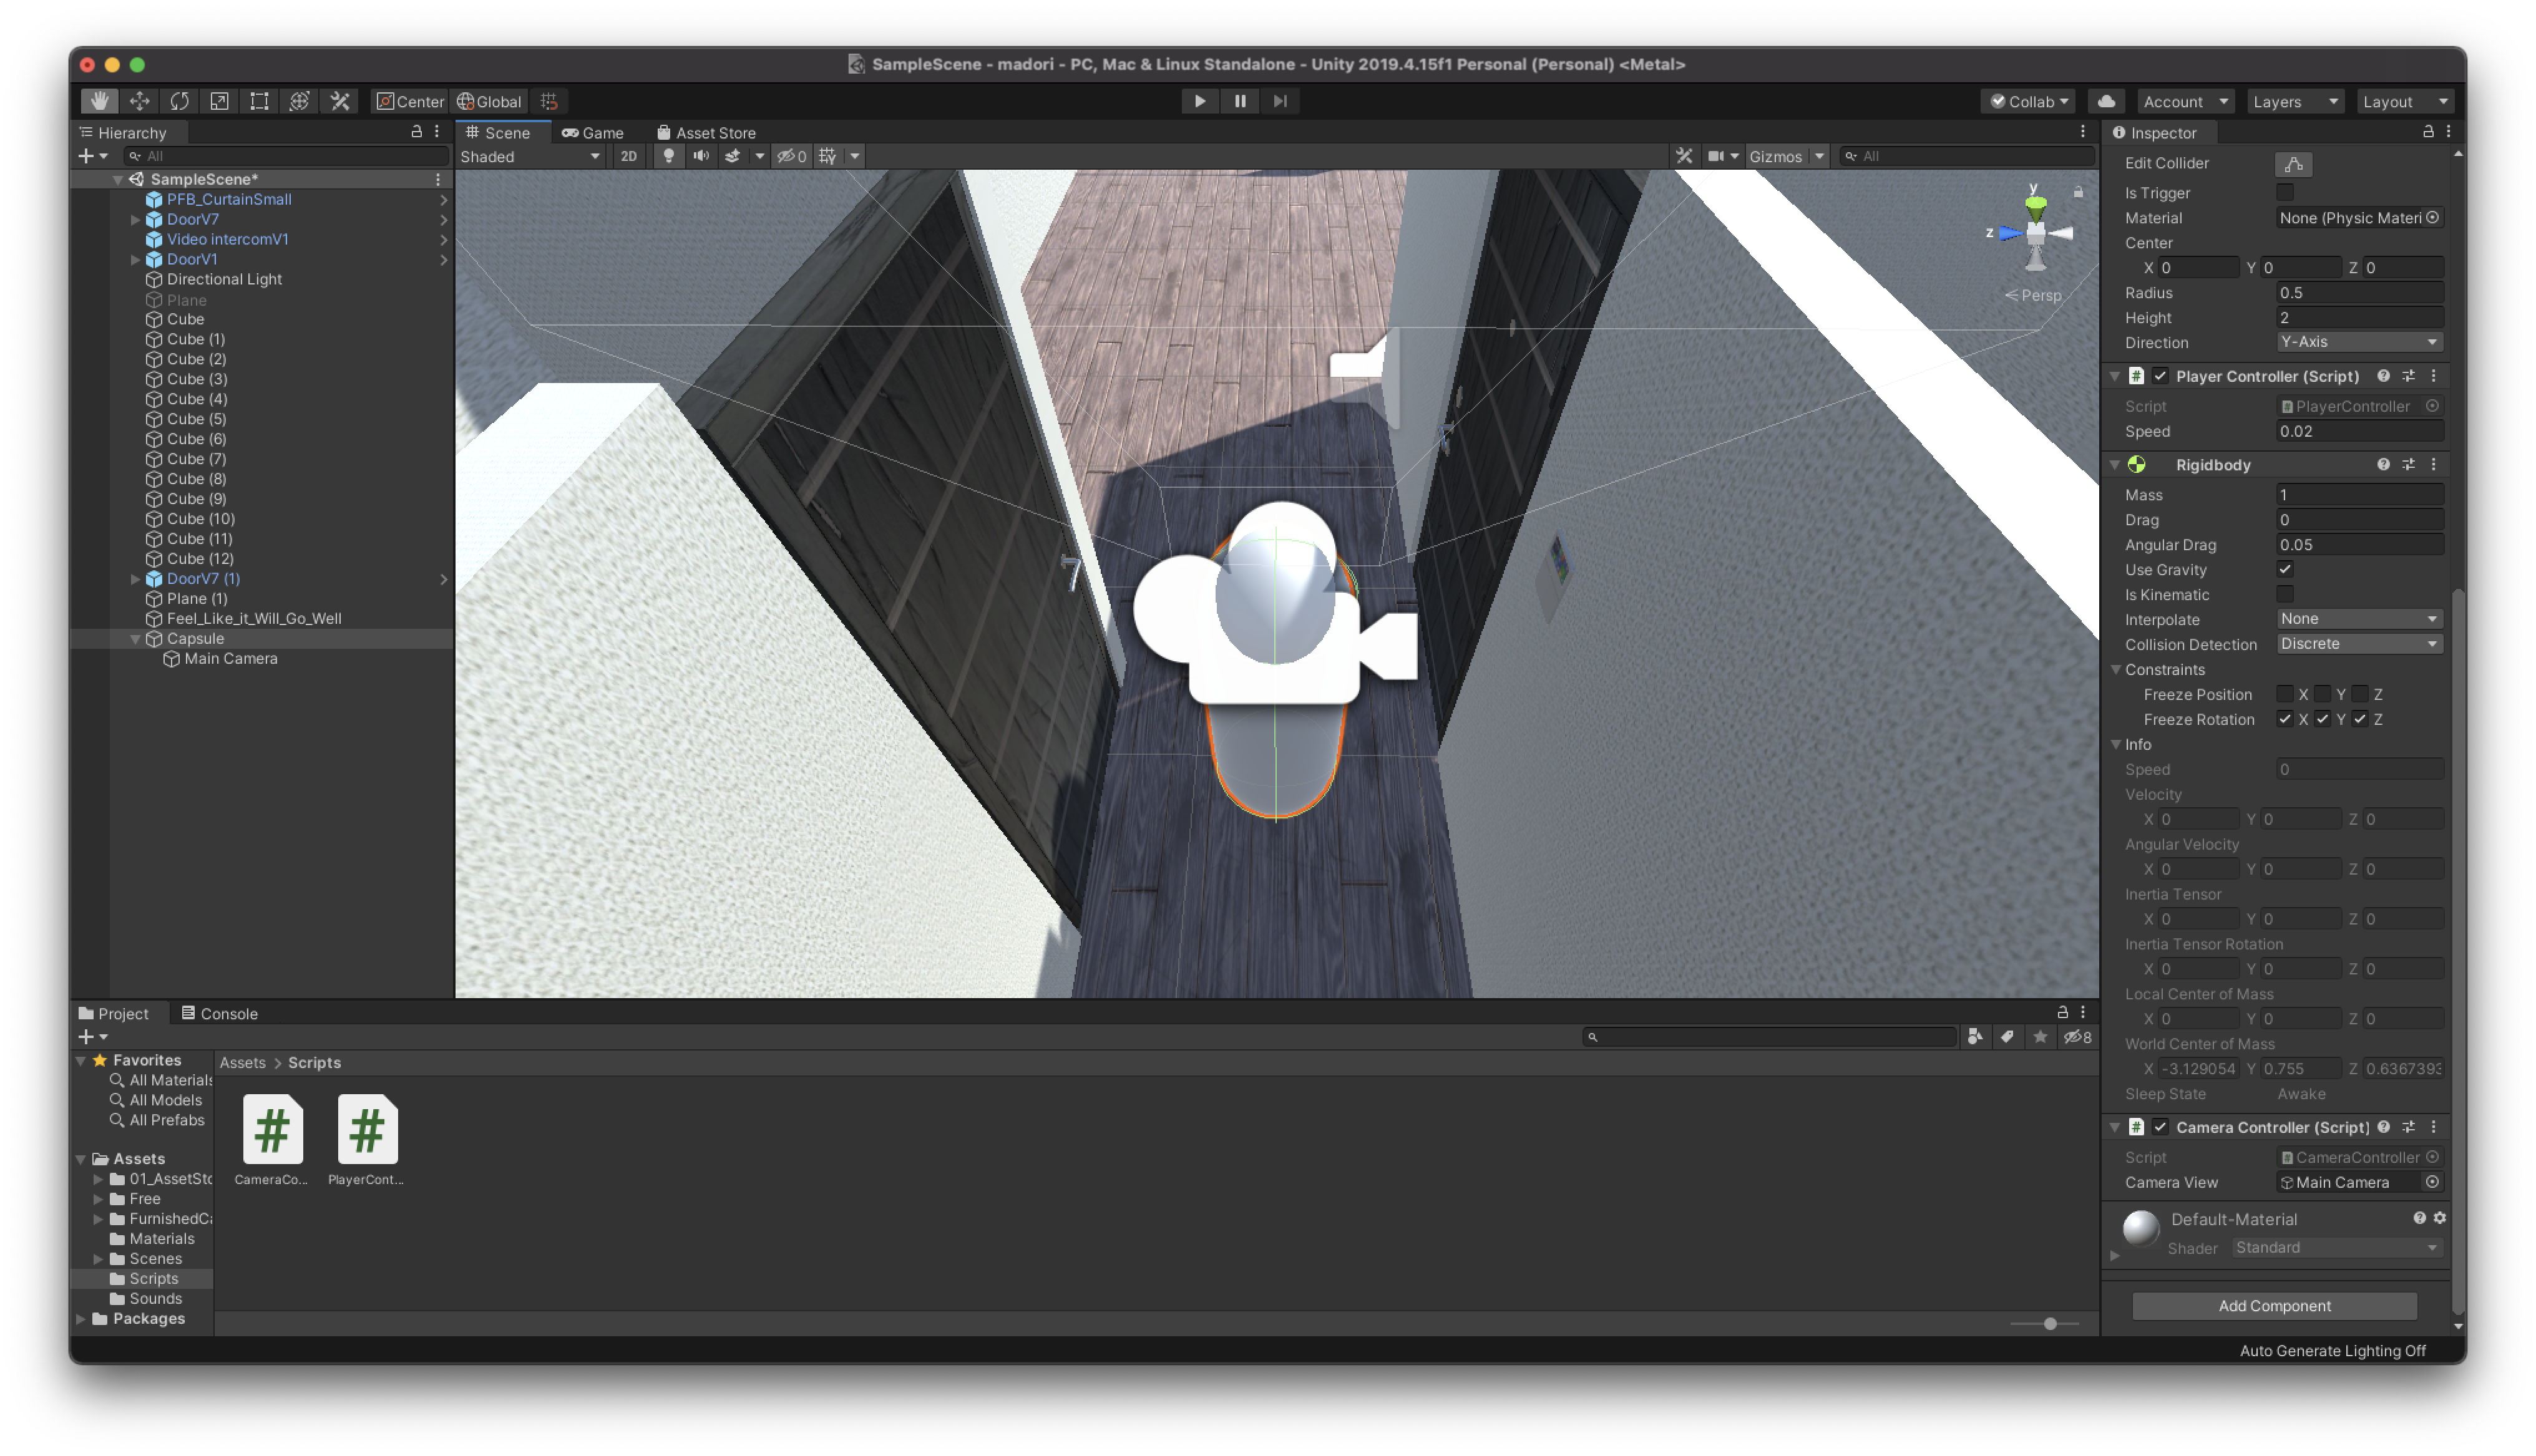 SampleScene - madori - PC, Mac & Linux Standalone - Unity 2019.4.15f1 Personal (Personal) <Metal>
Center Global Collab Account Layers Layout
Hierarchy
All
SampleScene*
PFB_CurtainSmall
DoorV7
Video intercomV1
DoorV1
Directional Light
Plane
Cube
Cube (1)
Cube (2)
Cube (3)
Cube (4)
Cube (5)
Cube (6)
Cube (7)
Cube (8)
Cube (9)
Cube (10)
Cube (11)
Cube (12)
DoorV7 (1)
Plane (1)
Feel_Like_it_Will_Go_Well
Capsule
Main Camera
Scene Game Asset Store
Shaded 2D 0 Gizmos All
y
z
Persp
7
Inspector
Edit Collider
Is Trigger
Material None (Physic Materi
Center
X 0 Y 0 Z 0
Radius 0.5
Height 2
Direction Y-Axis
# Player Controller (Script)
Script PlayerController
Speed 0.02
Rigidbody
Mass 1
Drag 0
Angular Drag 0.05
Use Gravity
Is Kinematic
Interpolate None
Collision Detection Discrete
Constraints
Freeze Position X Y Z
Freeze Rotation X Y Z
Info
Speed 0
Velocity
X 0 Y 0 Z 0
Angular Velocity
X 0 Y 0 Z 0
Inertia Tensor
X 0 Y 0 Z 0
Inertia Tensor Rotation
X 0 Y 0 Z 0
Local Center of Mass
X 0 Y 0 Z 0
World Center of Mass
X -3.129054 Y 0.755 Z 0.6367393
Sleep State Awake
# Camera Controller (Script)
Script CameraController
Camera View Main Camera
Default-Material
Shader Standard
Add Component
Project Console
8
Favorites
All Materials
All Models
All Prefabs
Assets
01_AssetSto
Free
FurnishedCa
Materials
Scenes
Scripts
Sounds
Packages
Assets > Scripts
# #
CameraCo... PlayerCont...
Auto Generate Lighting Off